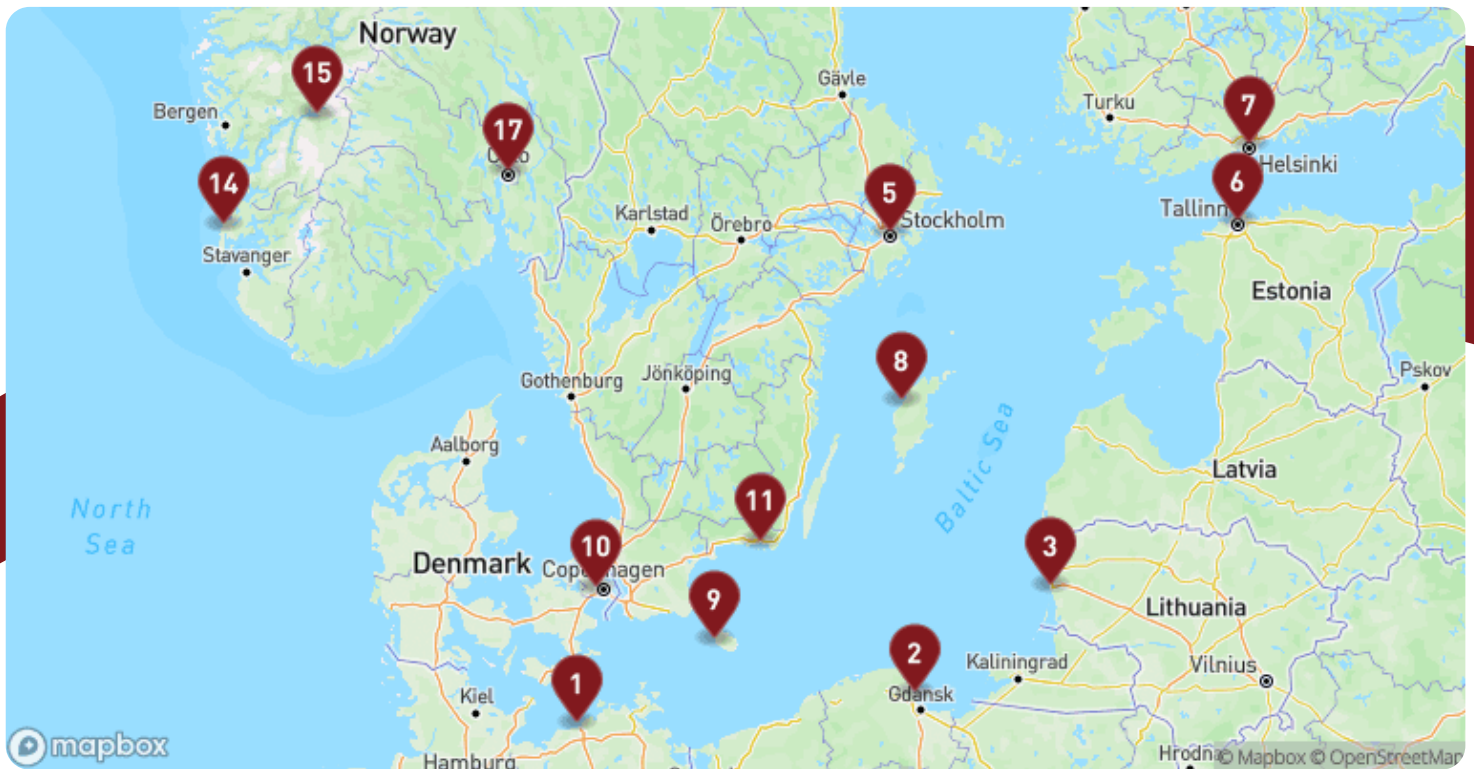 Norway
15
Gävle
Bergen
Turku
7
17
Helsinki
14
5
6
Tallinn
Karlstad
Örebro
Stockholm
Stavanger
Estonia
8
Gothenburg
Jönköping
Pskov
Aalborg
Baltic Sea
Latvia
North
Sea
11
10
3
Denmark
Copenhagen
9
Lithuania
2
Kaliningrad
Vilnius
1
Kiel
Gdansk
mapbox
Hamburg
Hrodna
© Mapbox © OpenStreetMap